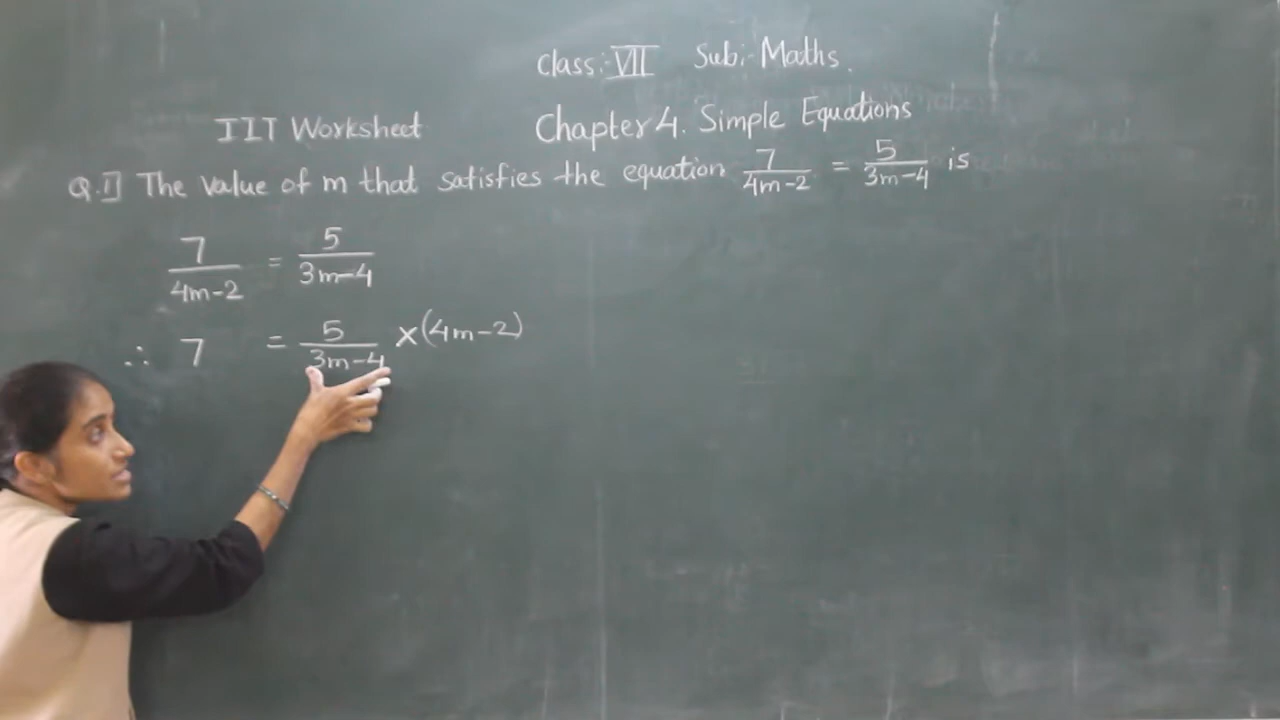 Class:- VII Sub:- Maths.
IIT Worksheet Chapter 4. Simple Equations
Q.1] The value of m that satisfies the equation 7/(4m-2) = 5/(3m-4) is
7/(4m-2) = 5/(3m-4)
∴ 7 = 5/(3m-4) ×(4m-2)